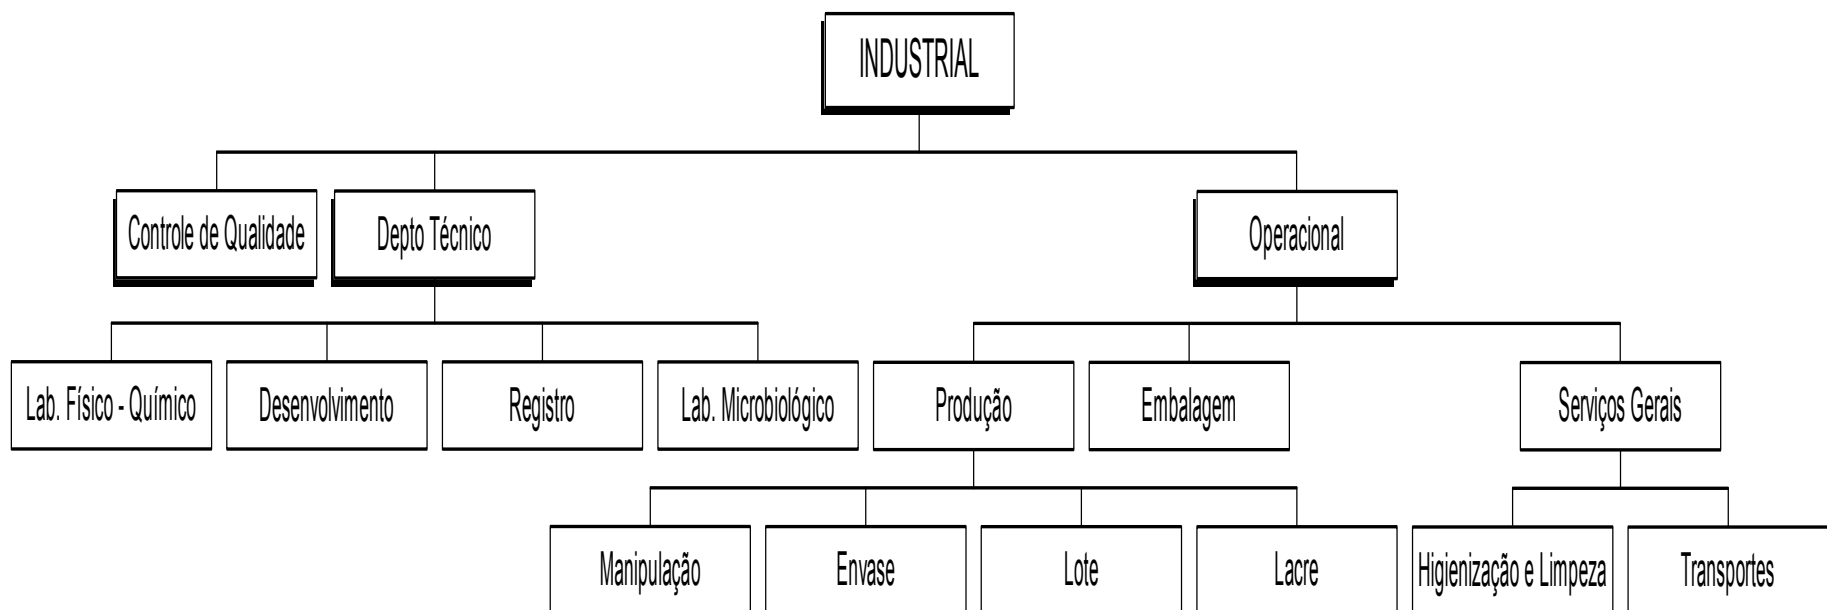 INDUSTRIAL
Controle de Qualidade
Depto Técnico
Operacional
Lab. Físico - Químico
Desenvolvimento
Registro
Lab. Microbiológico
Produção
Embalagem
Serviços Gerais
Manipulação
Envase
Lote
Lacre
Higienização e Limpeza
Transportes